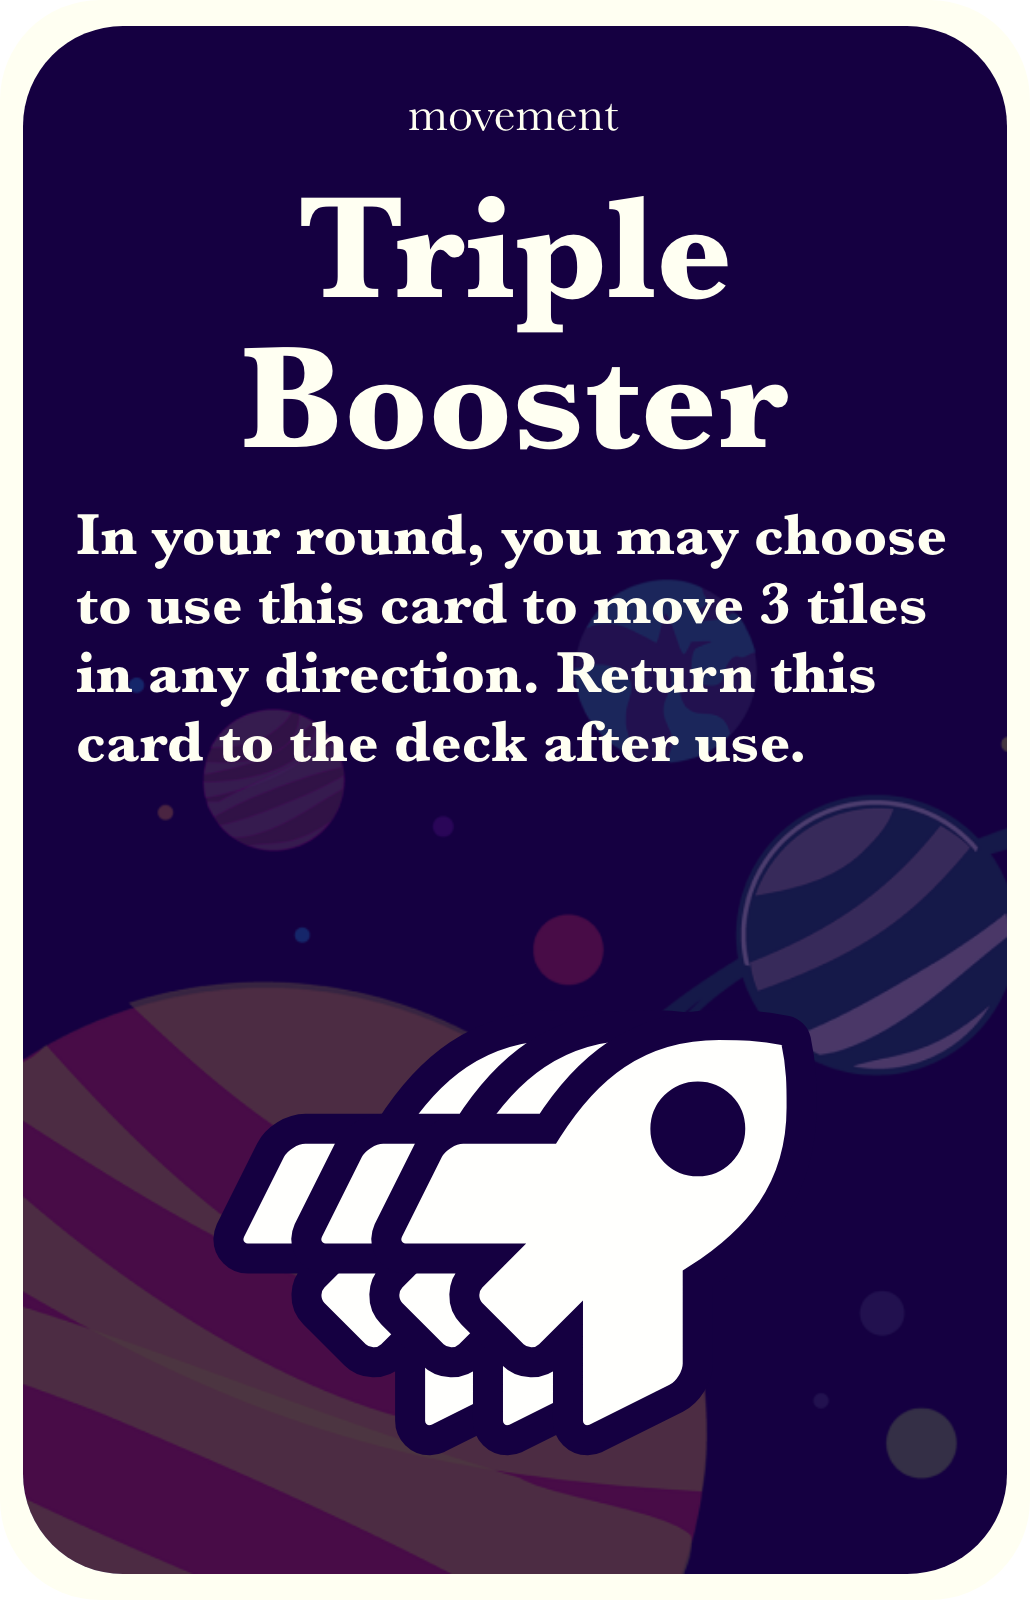 movement
Triple
Booster
In your round, you may choose
to use this card to move 3 tiles
in any direction. Return this
card to the deck after use.